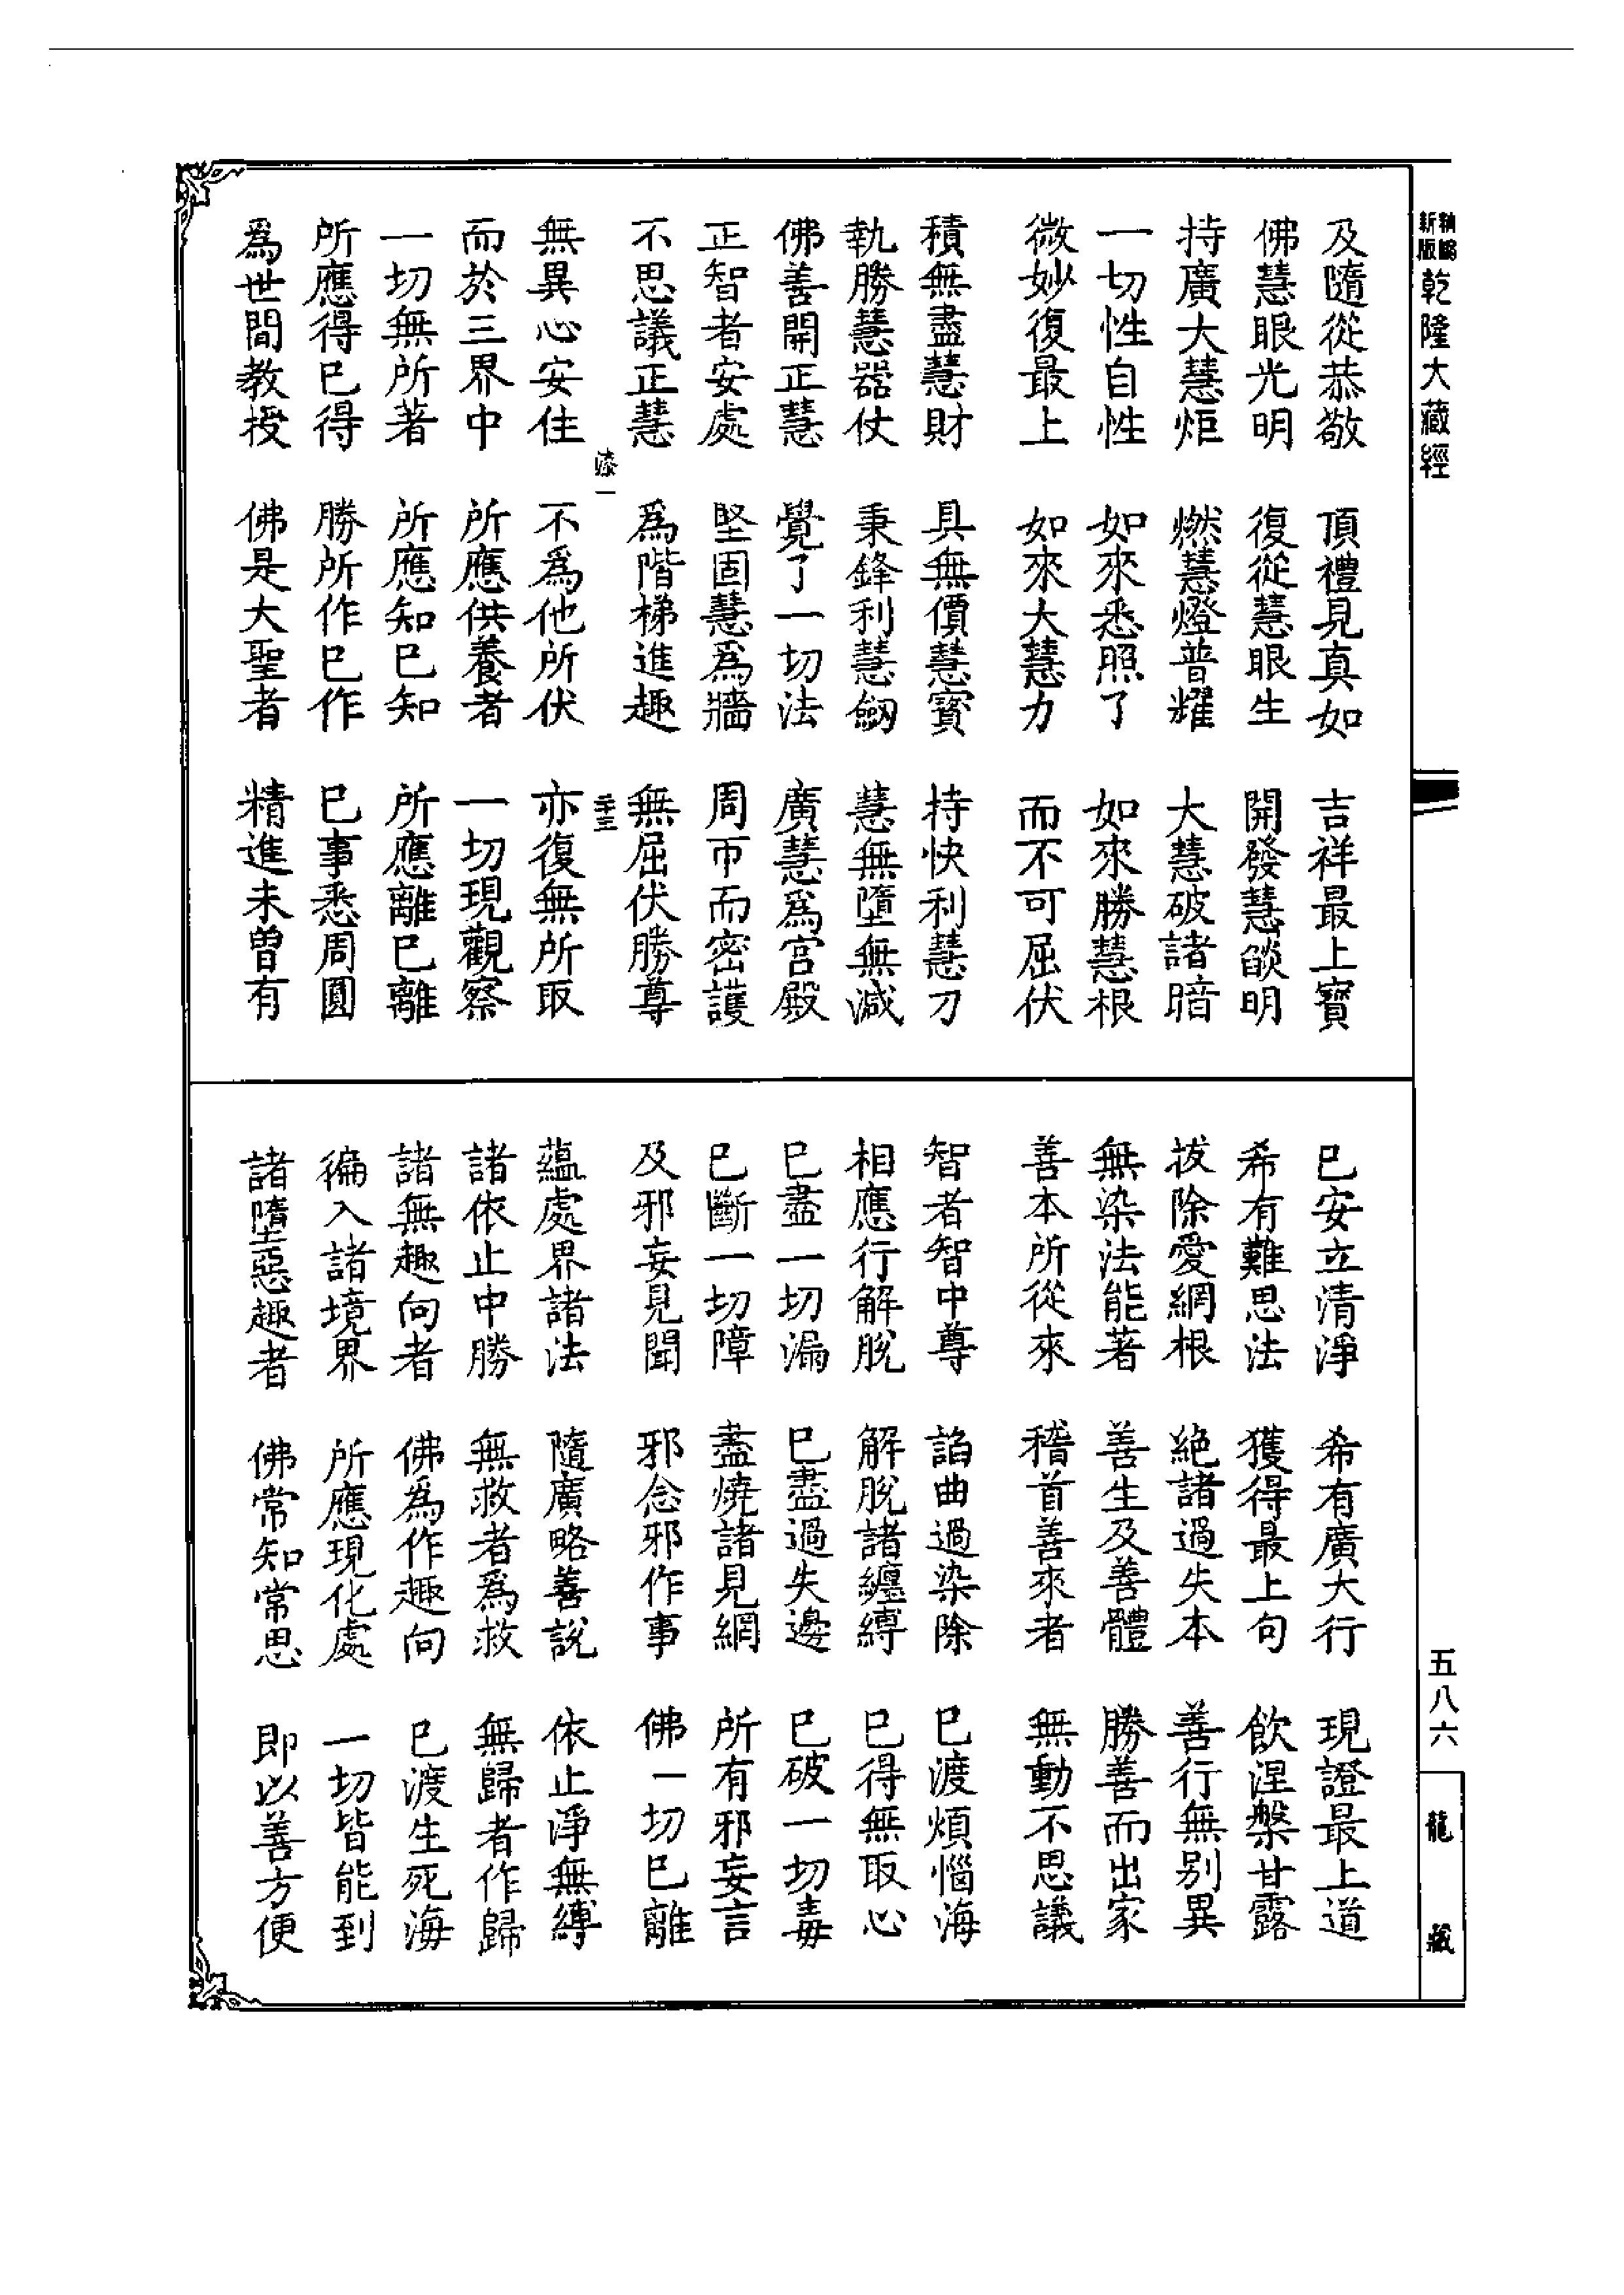 新版
精縮
乾隆大藏經
及隨從恭敬 頂禮見真如 吉祥最上寶
佛慧眼光明 復從慧眼生 開發慧燄明
持廣大慧炬 燃慧燈普耀 大慧破諸暗
一切性自性 如來悉照了 如來勝慧根
微妙復最上 如來大慧力 而不可屈伏
積無盡慧財 具無價慧寶 持快利慧刀
執勝慧器仗 秉鋒利慧劒 慧無墮無減
佛善開正慧 覺了一切法 廣慧爲宮殿
正智者安處 堅固慧爲牆 周帀而密護
不思議正慧 爲階梯進趣 無屈伏勝尊
漆一
無異心安住 不爲他所伏 亦復無所取
而於三界中 所應供養者 一切現觀察
一切無所著 所應知已知 所應離已離
所應得已得 勝所作已作 已事悉周圓
爲世間教授 佛是大聖者 精進未曾有
已安立清淨 希有廣大行 現證最上道
希有難思法 獲得最上句 飲涅槃甘露
拔除愛網根 絕諸過失本 善行無別異
無染法能著 善生及善體 勝善而出家
善本所從來 稽首善來者 無動不思議
智者智中尊 諂曲過染除 已渡煩惱海
相應行解脫 解脫諸纏縛 已得無取心
已盡一切漏 已盡過失邊 已破一切毒
已斷一切障 盡燒諸見網 所有邪妄言
及邪妄見聞 邪念邪作事 佛一切已離
蘊處界諸法 隨廣略善說 依止淨無縛
諸依止中勝 無救者爲救 無歸者作歸
諸無趣向者 佛爲作趣向 已渡生死海
徧入諸境界 所應現化處 一切皆能到
諸墮惡趣者 佛常知常思 即以善方便
五八六
龍藏